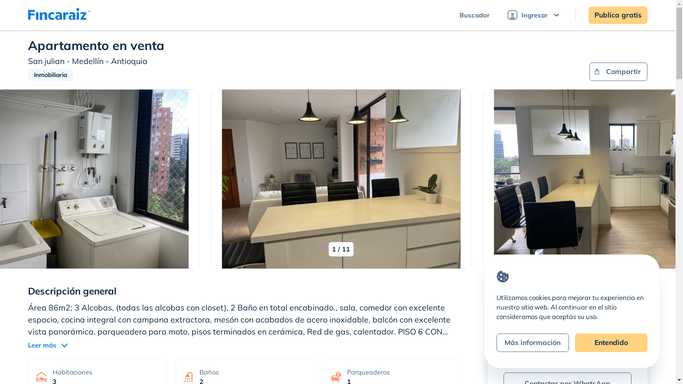 Fincaraiz
Buscador
Ingresar
Publica gratis
Apartamento en venta
San julian - Medellín - Antioquia
Inmobiliaria
Compartir
1 / 11
Descripción general
Área 86m2; 3 Alcobas, (todas las alcobas con closet), 2 Baño en total encabinado., sala, comedor con excelente
espacio, cocina integral con campana extractora, mesón con acabados de acero inoxidable, balcón con excelente
vista panorámica, parqueadero para moto, pisos terminados en cerámica, Red de gas, calentador. PISO 6 CON...
Leer más
Habitaciones
3
Baños
2
Parqueaderos
1
Utilizamos cookies para mejorar tu experiencia en
nuestro sitio web. Al continuar en el sitio
consideramos que aceptas su uso.
Más información
Entendido
Contactar por WhatsApp